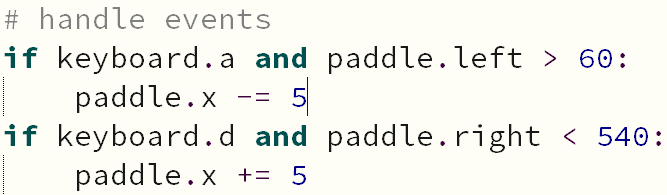 # handle events
if keyboard.a and paddle.left > 60:
    paddle.x -= 5
if keyboard.d and paddle.right < 540:
    paddle.x += 5